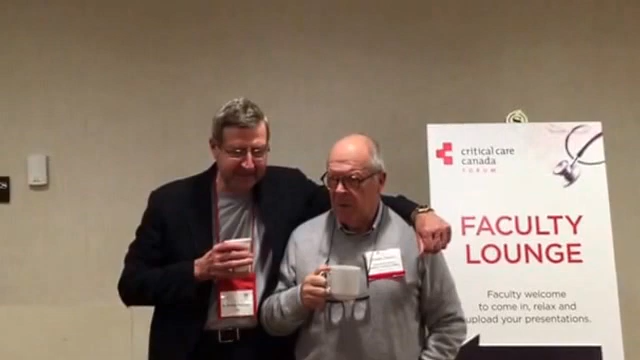 critical care
canada
FORUM
FACULTY
LOUNGE
Faculty welcome
to come in, relax and
upload your presentations.